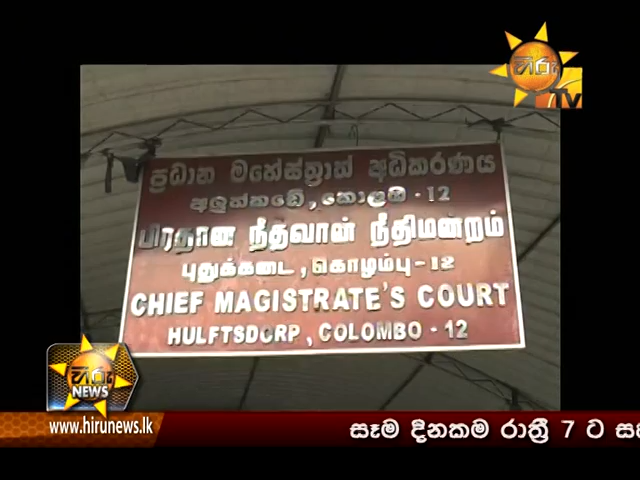 හිරු
TV
ප්‍රධාන මහේස්ත්‍රාත් අධිකරණය
අලුත්කඩේ, කොළඹ - 12
பிரதான நீதவான் நீதிமன்றம்
புதுக்கடை, கொழும்பு - 12
CHIEF MAGISTRATE'S COURT
HULFTSDORP, COLOMBO - 12
හිරු
NEWS
www.hirunews.lk
සෑම දිනකම රාත්‍රී 7 ට